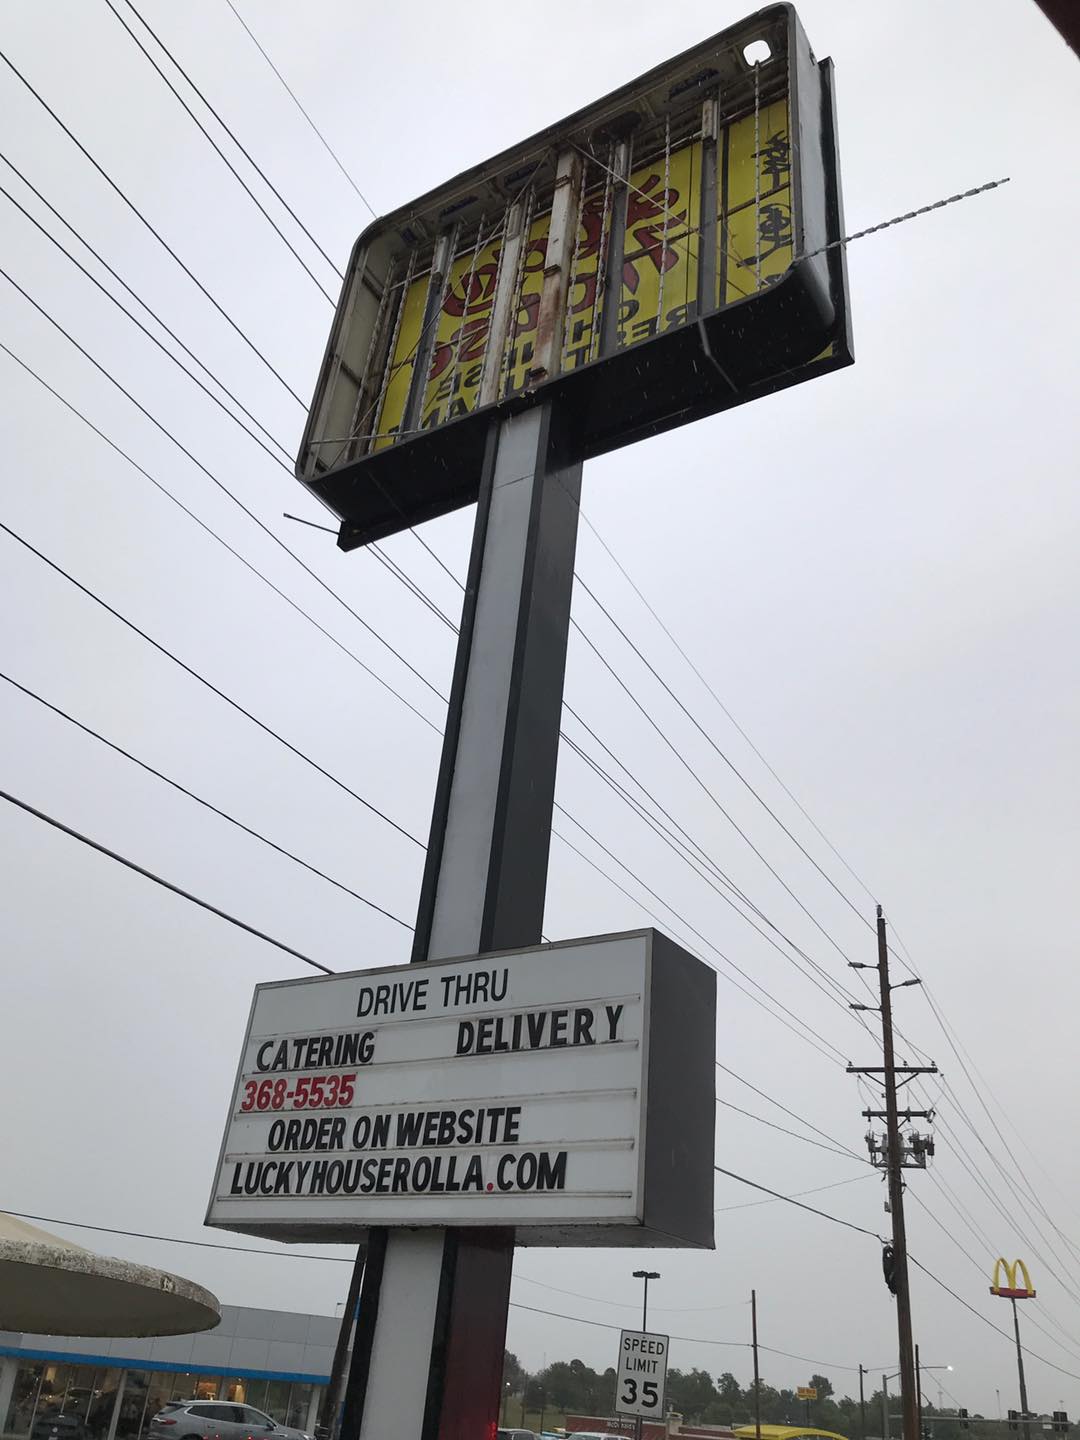 DRIVE THRU
CATERING DELIVERY
368-5535
ORDER ON WEBSITE
LUCKYHOUSEROLLA.COM
SPEED
LIMIT
35